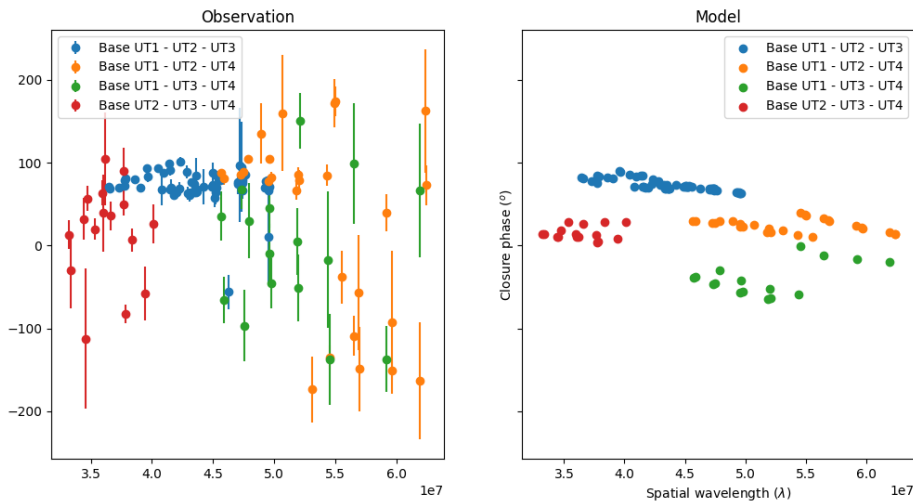 Observation
Base UT1 - UT2 - UT3
Base UT1 - UT2 - UT4
Base UT1 - UT3 - UT4
Base UT2 - UT3 - UT4
200
100
0
−100
−200
3.5
4.0
4.5
5.0
5.5
6.0
1e7
Model
Base UT1 - UT2 - UT3
Base UT1 - UT2 - UT4
Base UT1 - UT3 - UT4
Base UT2 - UT3 - UT4
Closure phase (°)
3.5
4.0
4.5
5.0
5.5
6.0
Spatial wavelength (λ)
1e7